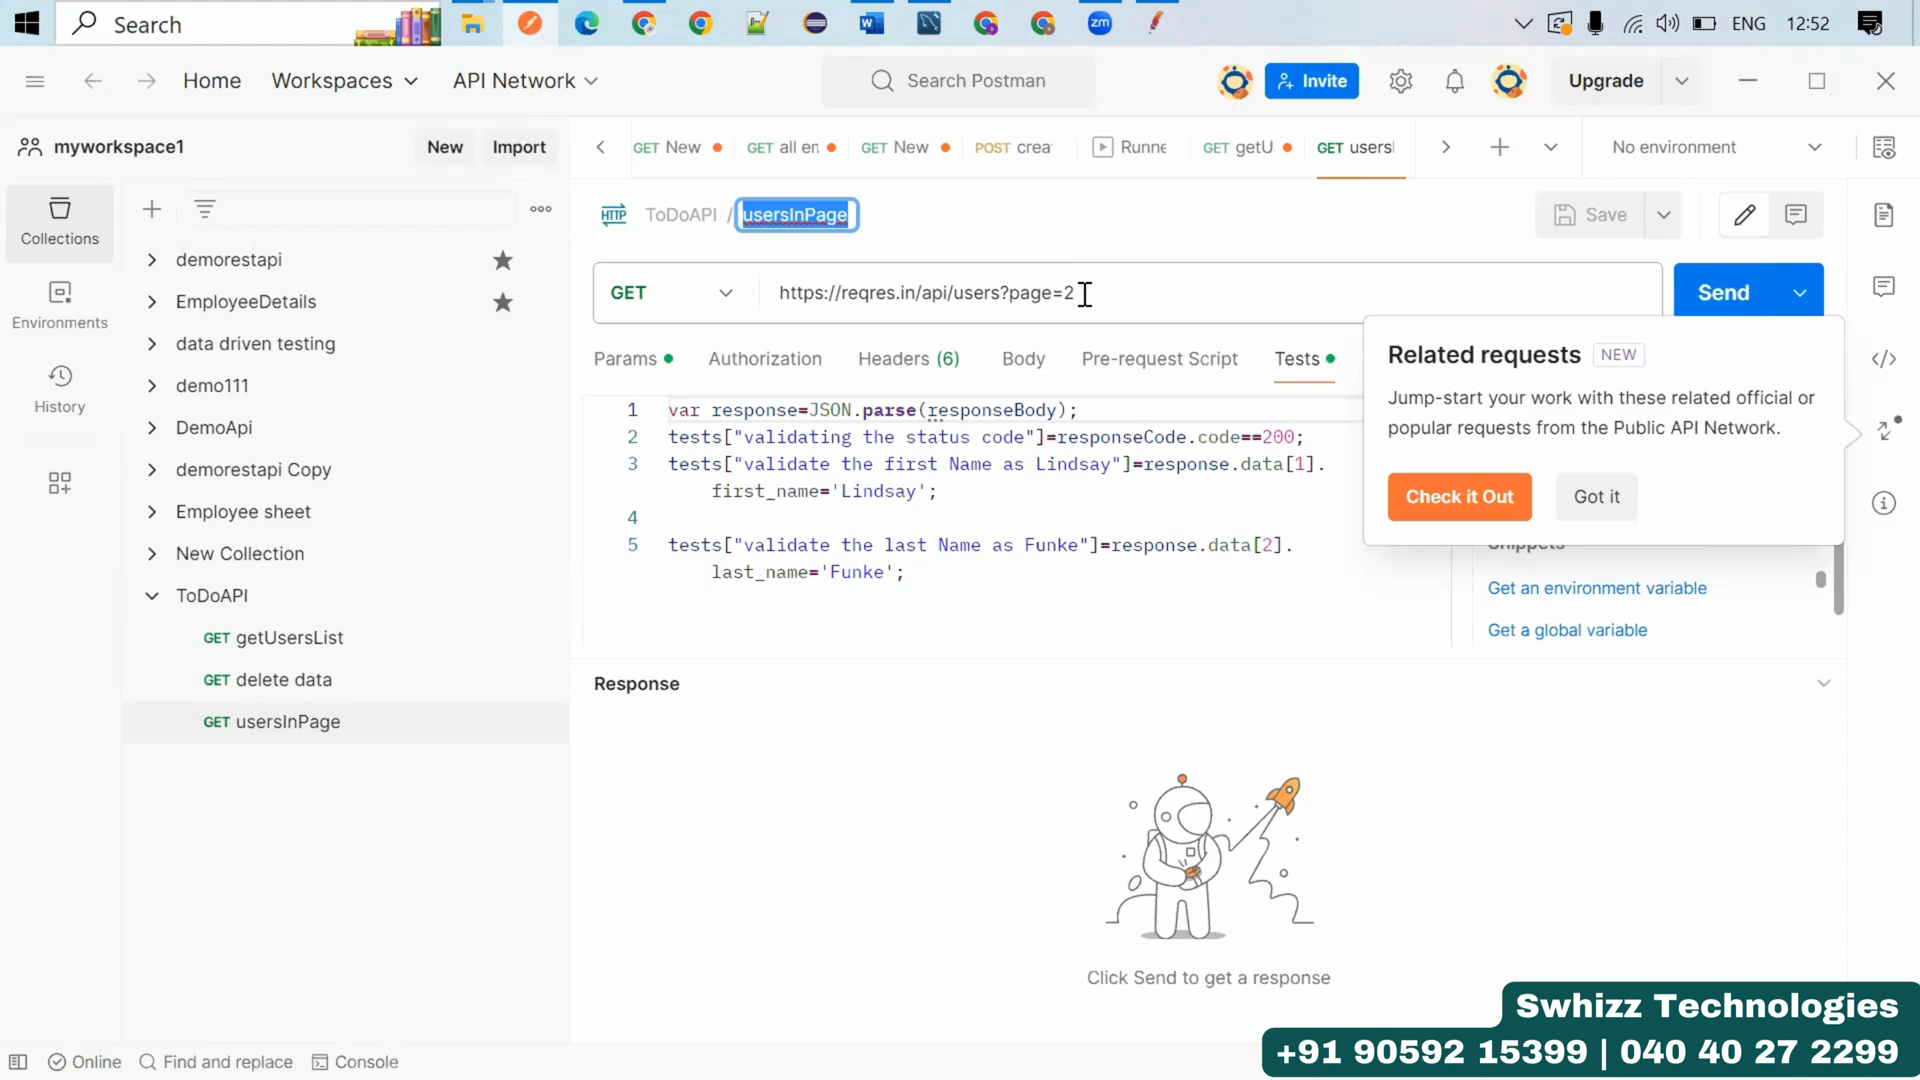 Search
ENG
12:52
Home
Workspaces
API Network
Search Postman
Invite
Upgrade
myworkspace1
New
Import
GET New
GET all en
GET New
POST crea
Runne
GET getU
GET users
No environment
Collections
Environments
History
HTTP
ToDoAPI / usersInPage
Save
GET
https://reqres.in/api/users?page=2
Send
demorestapi
EmployeeDetails
data driven testing
demo111
DemoApi
demorestapi Copy
Employee sheet
New Collection
ToDoAPI
GET getUsersList
GET delete data
GET usersInPage
Params
Authorization
Headers (6)
Body
Pre-request Script
Tests
1 var response=JSON.parse(responseBody);
2 tests["validating the status code"]=responseCode.code==200;
3 tests["validate the first Name as Lindsay"]=response.data[1].
first_name='Lindsay';
4
5 tests["validate the last Name as Funke"]=response.data[2].
last_name='Funke';
Related requests NEW
Jump-start your work with these related official or
popular requests from the Public API Network.
Check it Out
Got it
Snippets
Get an environment variable
Get a global variable
Response
Click Send to get a response
Online
Find and replace
Console
Swhizz Technologies
+91 90592 15399 | 040 40 27 2299